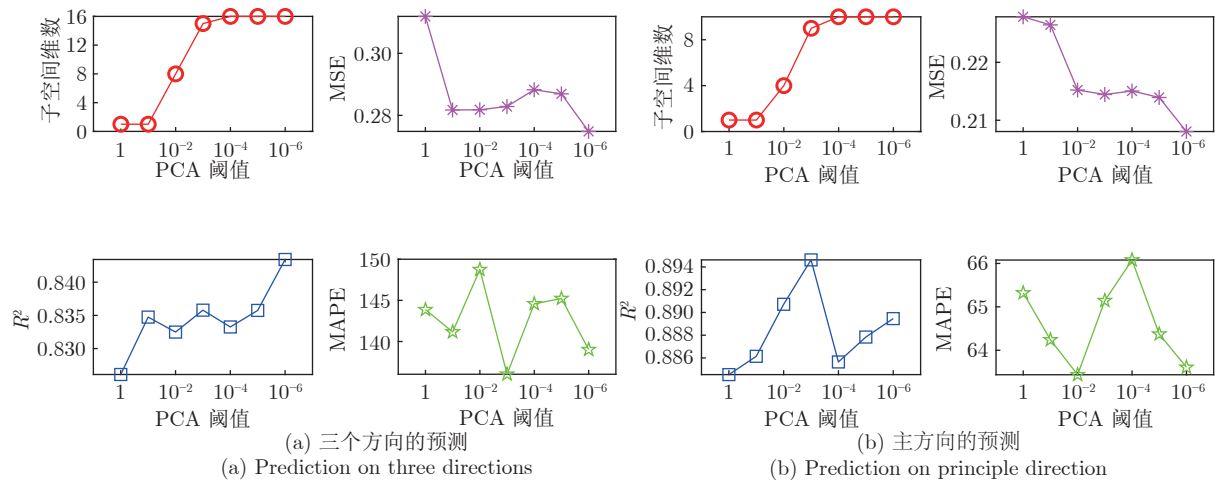 子空间维数
16
12
8
4
0
1
10⁻²
10⁻⁴
10⁻⁶
PCA 阈值
MSE
0.30
0.28
1
10⁻²
10⁻⁴
10⁻⁶
PCA 阈值
子空间维数
8
4
0
1
10⁻²
10⁻⁴
10⁻⁶
PCA 阈值
MSE
0.22
0.21
1
10⁻²
10⁻⁴
10⁻⁶
PCA 阈值
R²
0.840
0.835
0.830
1
10⁻²
10⁻⁴
10⁻⁶
PCA 阈值
MAPE
150
145
140
1
10⁻²
10⁻⁴
10⁻⁶
PCA 阈值
R²
0.894
0.892
0.890
0.888
0.886
1
10⁻²
10⁻⁴
10⁻⁶
PCA 阈值
MAPE
66
65
64
1
10⁻²
10⁻⁴
10⁻⁶
PCA 阈值
(a) 三个方向的预测
(a) Prediction on three directions
(b) 主方向的预测
(b) Prediction on principle direction